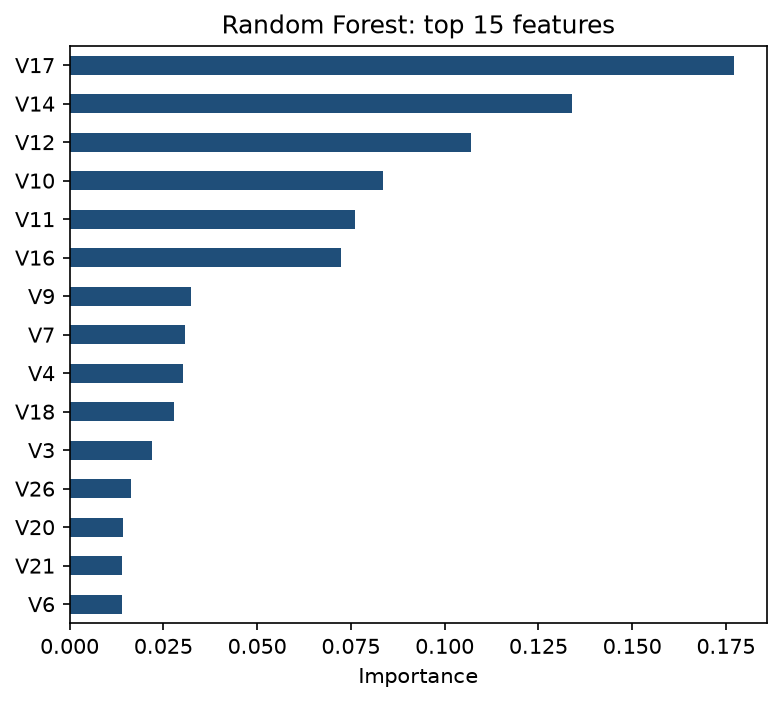 Random Forest: top 15 features
V17
V14
V12
V10
V11
V16
V9
V7
V4
V18
V3
V26
V20
V21
V6
0.000 0.025 0.050 0.075 0.100 0.125 0.150 0.175
Importance